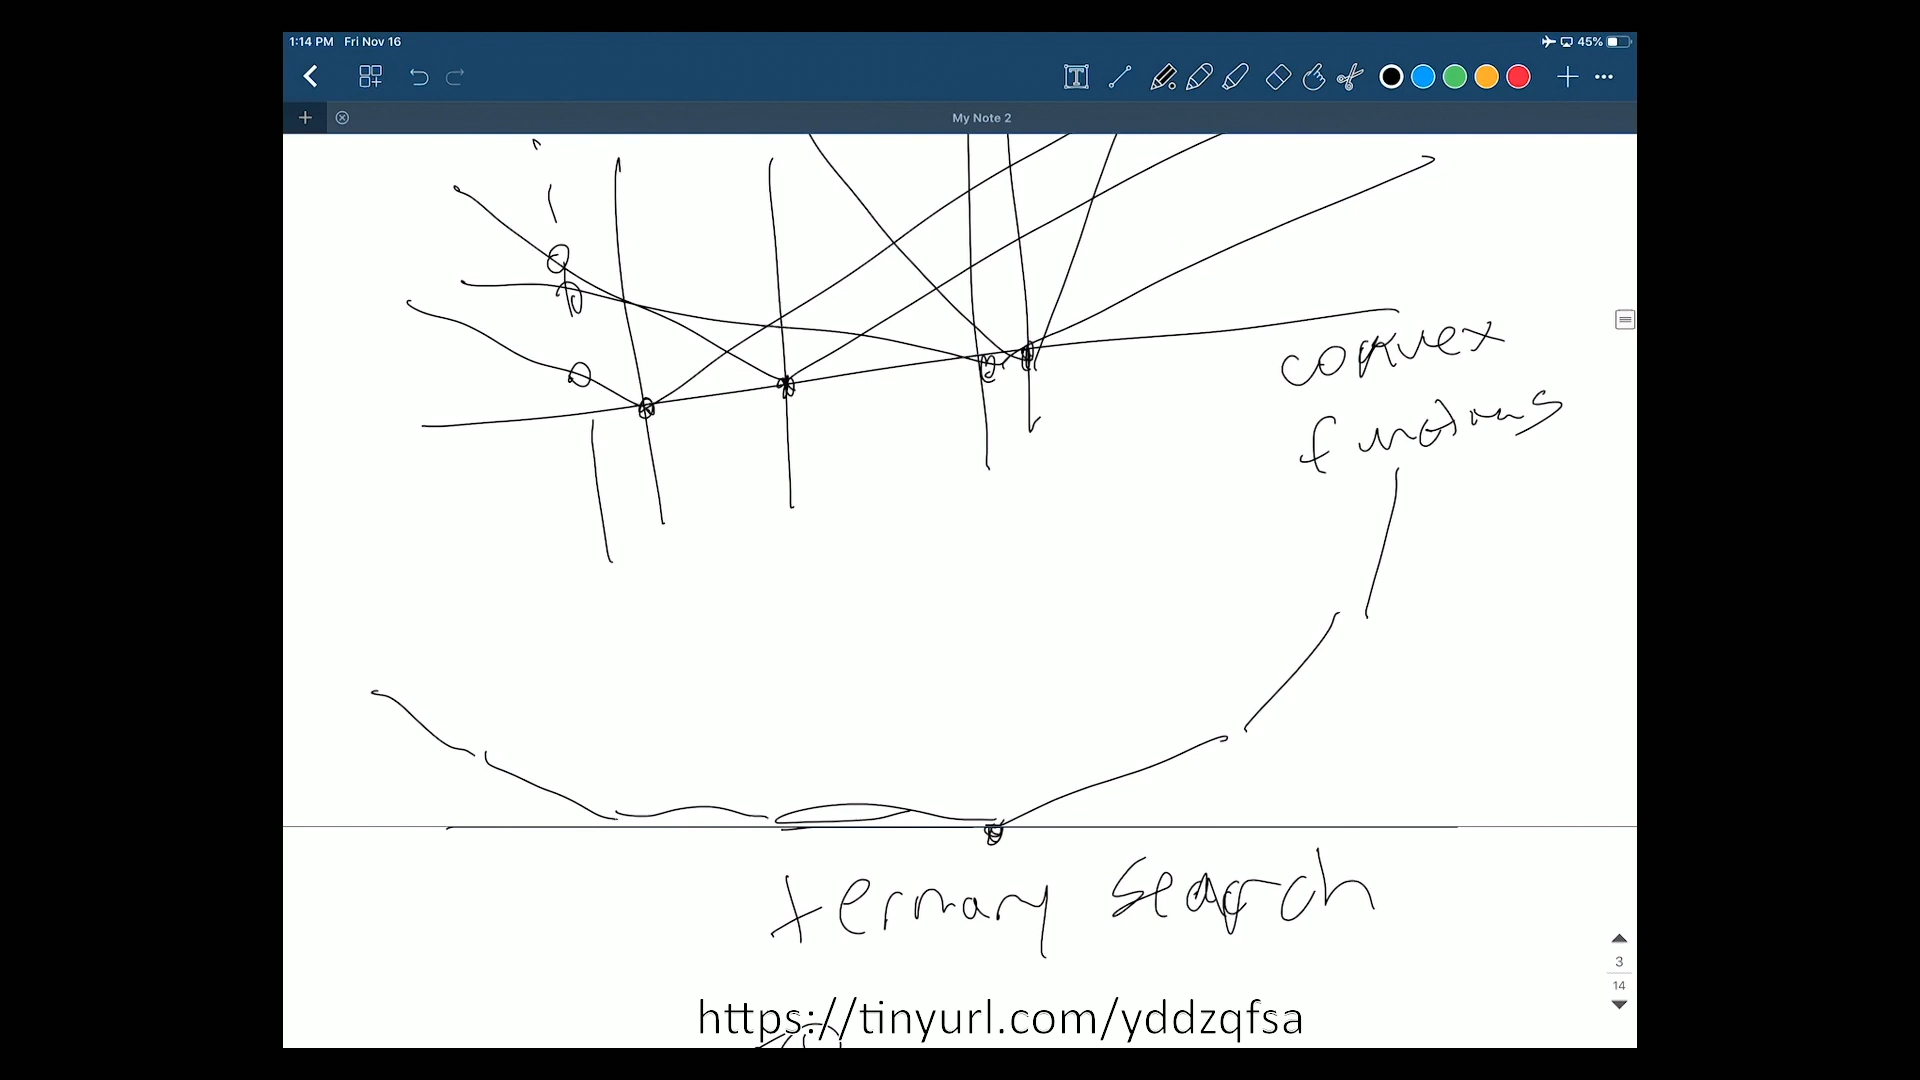 1:14 PM Fri Nov 16
45%
T
My Note 2
convex
functions
ternary search
3
14
https://tinyurl.com/yddzqfsa